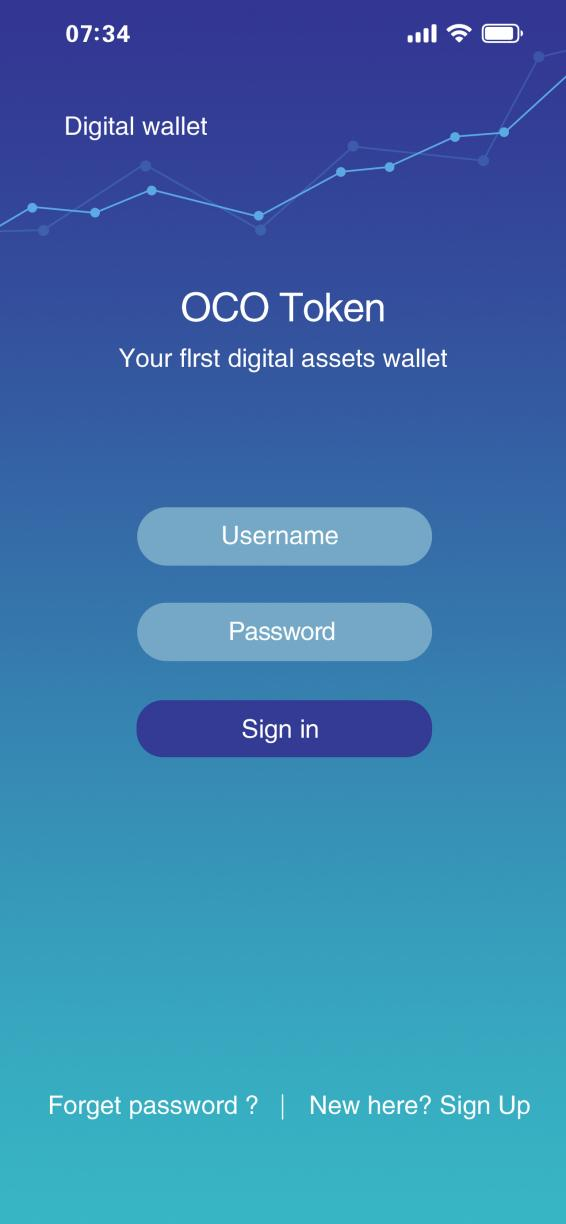 07:34
Digital wallet
OCO Token
Your fIrst digital assets wallet
Username
Password
Sign in
Forget password ? | New here? Sign Up